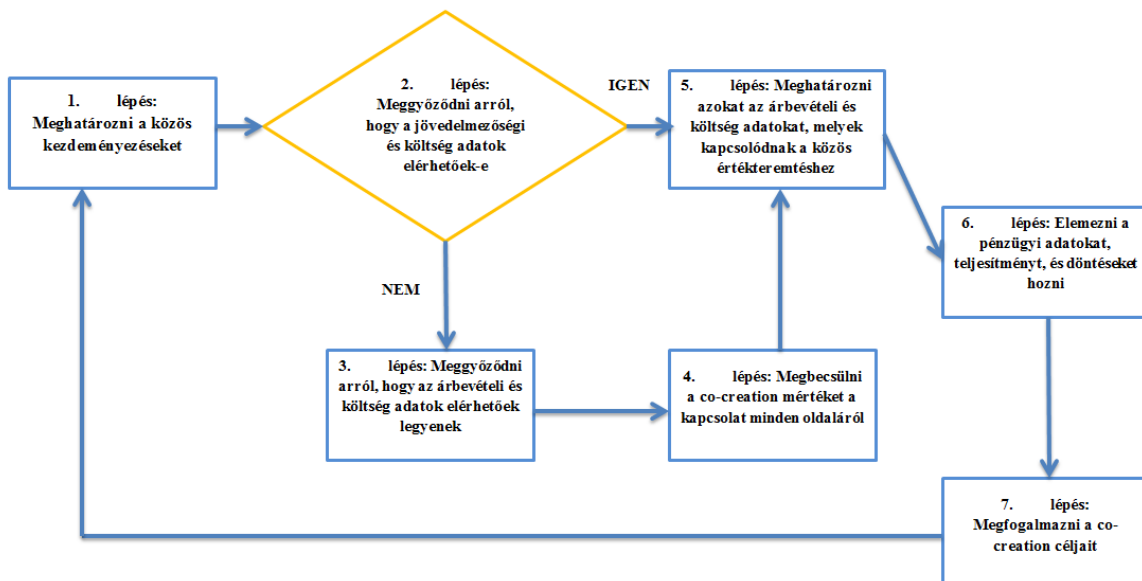 1. lépés:
Meghatározni a közös
kezdeményezéseket
2. lépés:
Meggyőződni arról,
hogy a jövedelmezőségi
és költség adatok
elérhetőek-e
IGEN
5. lépés: Meghatározni
azokat az árbevételi és
költség adatokat, melyek
kapcsolódnak a közös
értékteremtéshez
6. lépés: Elemezni a
pénzügyi adatokat,
teljesítményt, és döntéseket
hozni
NEM
3. lépés: Meggyőződni
arról, hogy az árbevételi és
költség adatok elérhetőek
legyenek
4. lépés: Megbecsülni
a co-creation mértéket a
kapcsolat minden oldaláról
7. lépés:
Megfogalmazni a co-
creation céljait